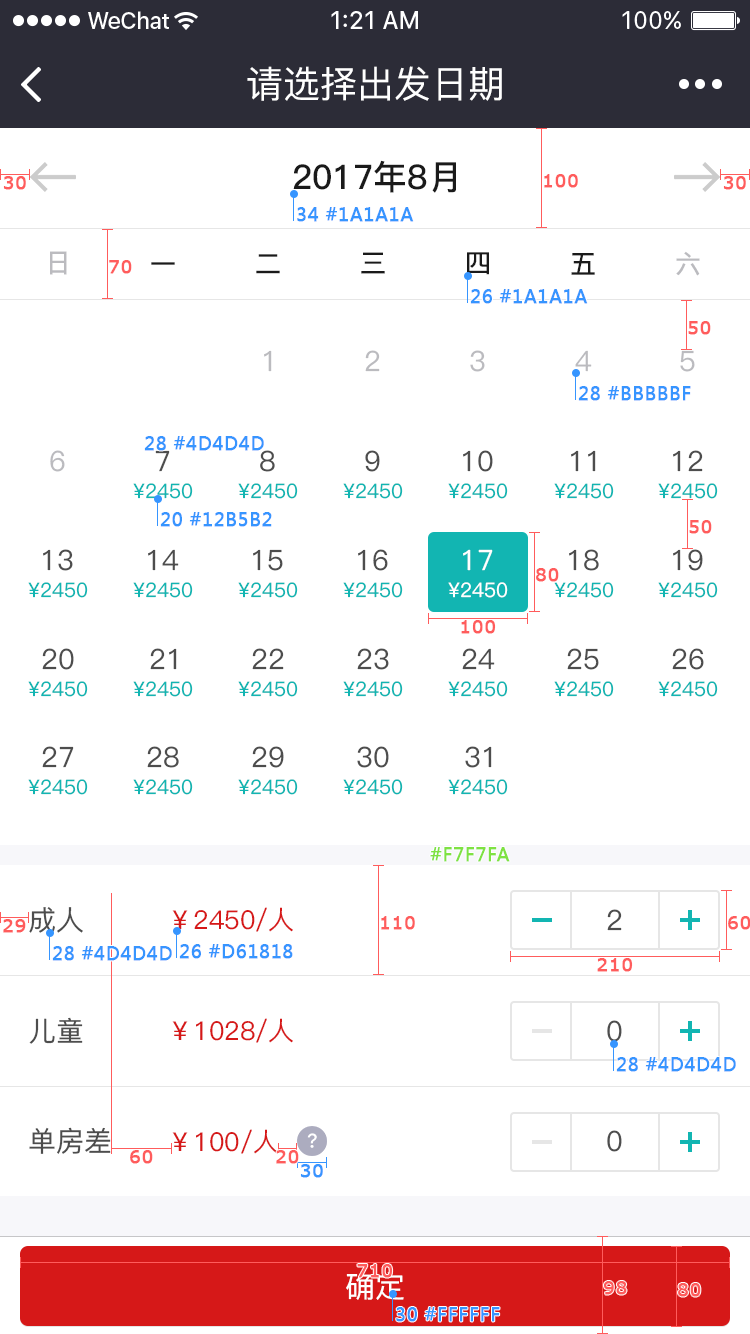 WeChat 1:21 AM 100%
请选择出发日期
30 2017年8月 100 30
34 #1A1A1A
日 70 一 二 三 四 五 六
26 #1A1A1A
50
1 2 3 4 5
28 #BBBBBF
28 #4D4D4D
6 7 8 9 10 11 12
¥2450 ¥2450 ¥2450 ¥2450 ¥2450 ¥2450
20 #12B5B2
50
13 14 15 16 17 18 19
80
¥2450 ¥2450 ¥2450 ¥2450 ¥2450 ¥2450 ¥2450
100
20 21 22 23 24 25 26
¥2450 ¥2450 ¥2450 ¥2450 ¥2450 ¥2450 ¥2450
27 28 29 30 31
¥2450 ¥2450 ¥2450 ¥2450 ¥2450
#F7F7FA
29 成人 ¥2450/人 110 − 2 + 60
28 #4D4D4D 26 #D61818
210
儿童 ¥1028/人 − 0 +
28 #4D4D4D
单房差 ¥100/人 ? − 0 +
60 20
30
710
确定 98 80
30 #FFFFFF